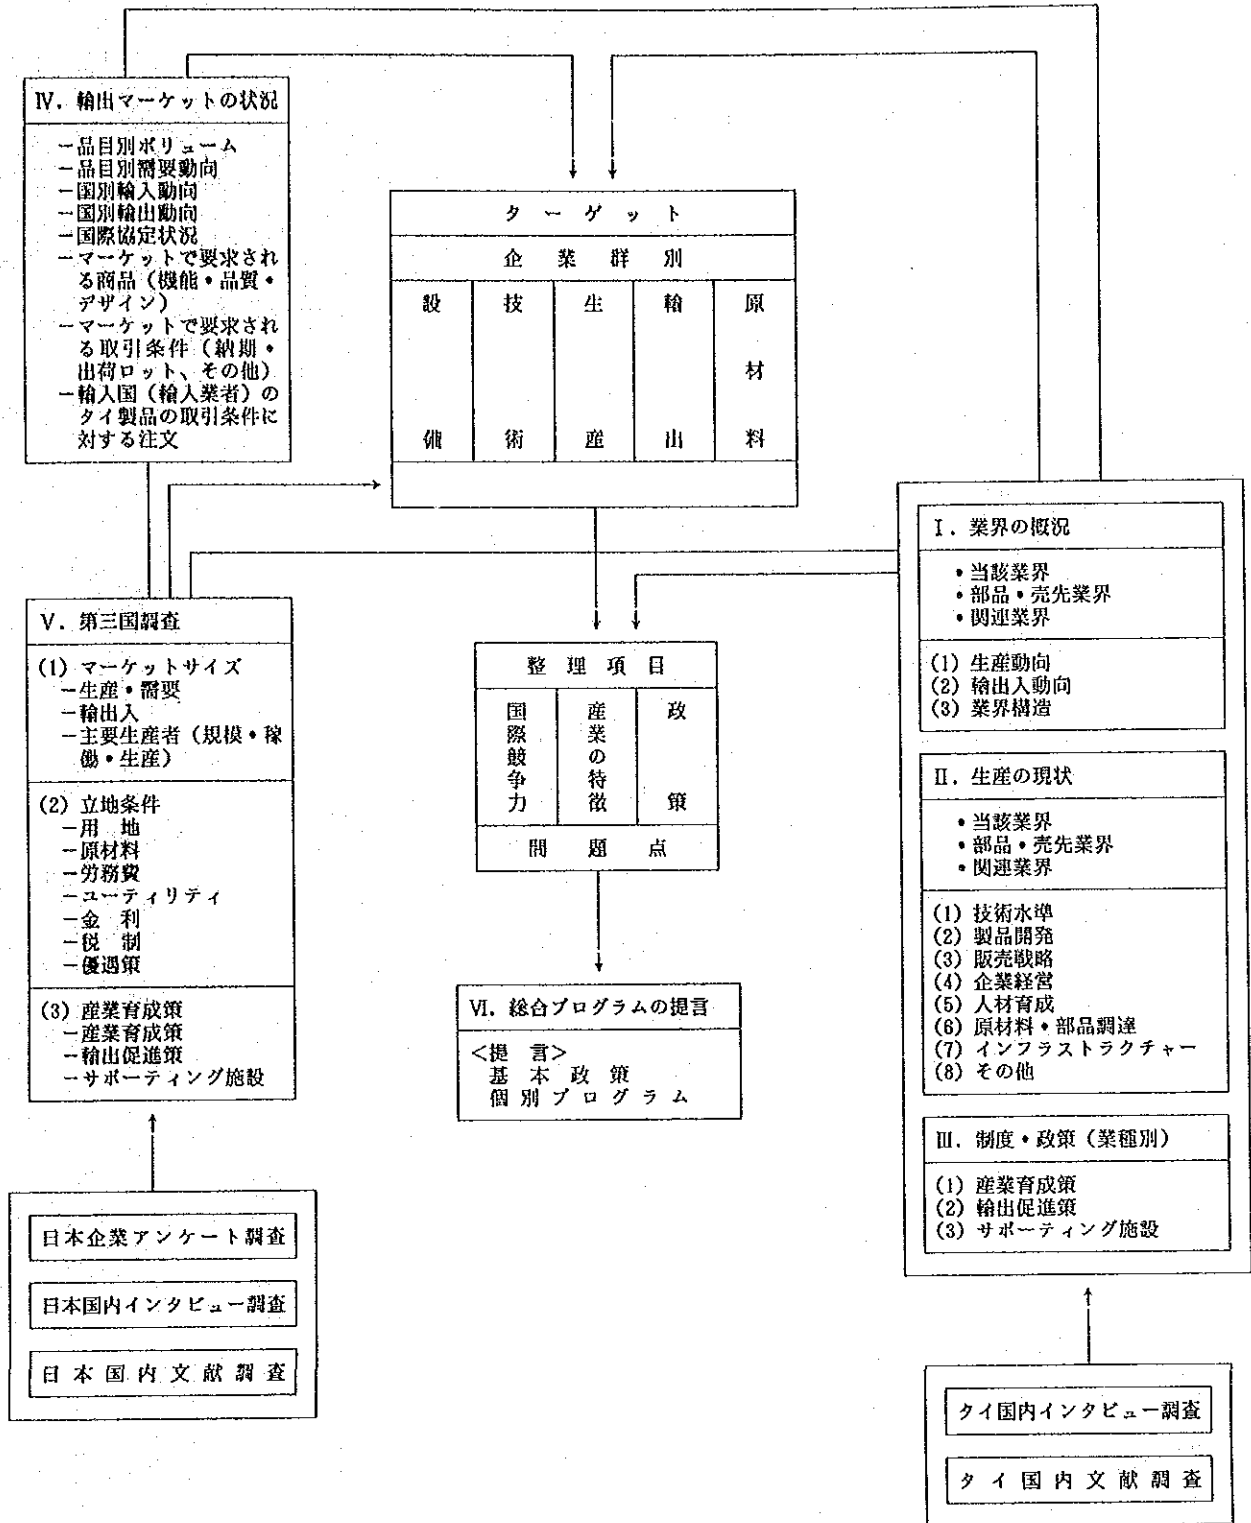 Ⅳ. 輸出マーケットの状況
－品目別ボリューム
－品目別需要動向
－国別輸入動向
－国別輸出動向
－国際協定状況
－マーケットで要求され
る商品（機能・品質・
デザイン）
－マーケットで要求され
る取引条件（納期・
出荷ロット、その他）
－輸入国（輸入業者）の
タイ製品の取引条件に
対する注文
ターゲット
企業群別
設備
技術
生産
輸出
原材料
Ⅰ. 業界の概況
・当該業界
・部品・売先業界
・関連業界
(1) 生産動向
(2) 輸出入動向
(3) 業界構造
Ⅱ. 生産の現状
・当該業界
・部品・売先業界
・関連業界
(1) 技術水準
(2) 製品開発
(3) 販売戦略
(4) 企業経営
(5) 人材育成
(6) 原材料・部品調達
(7) インフラストラクチャー
(8) その他
Ⅲ. 制度・政策（業種別）
(1) 産業育成策
(2) 輸出促進策
(3) サポーティング施設
Ⅴ. 第三国調査
(1) マーケットサイズ
－生産・需要
－輸出入
－主要生産者（規模・稼
働・生産）
(2) 立地条件
－用　地
－原材料
－労務費
－ユーティリティ
－金　利
－税　制
－優遇策
(3) 産業育成策
－産業育成策
－輸出促進策
－サポーティング施設
整理項目
国際競争力
産業の特徴
政策
問題点
Ⅵ. 総合プログラムの提言
＜提　言＞
基本政策
個別プログラム
日本企業アンケート調査
日本国内インタビュー調査
日本国内文献調査
タイ国内インタビュー調査
タイ国内文献調査